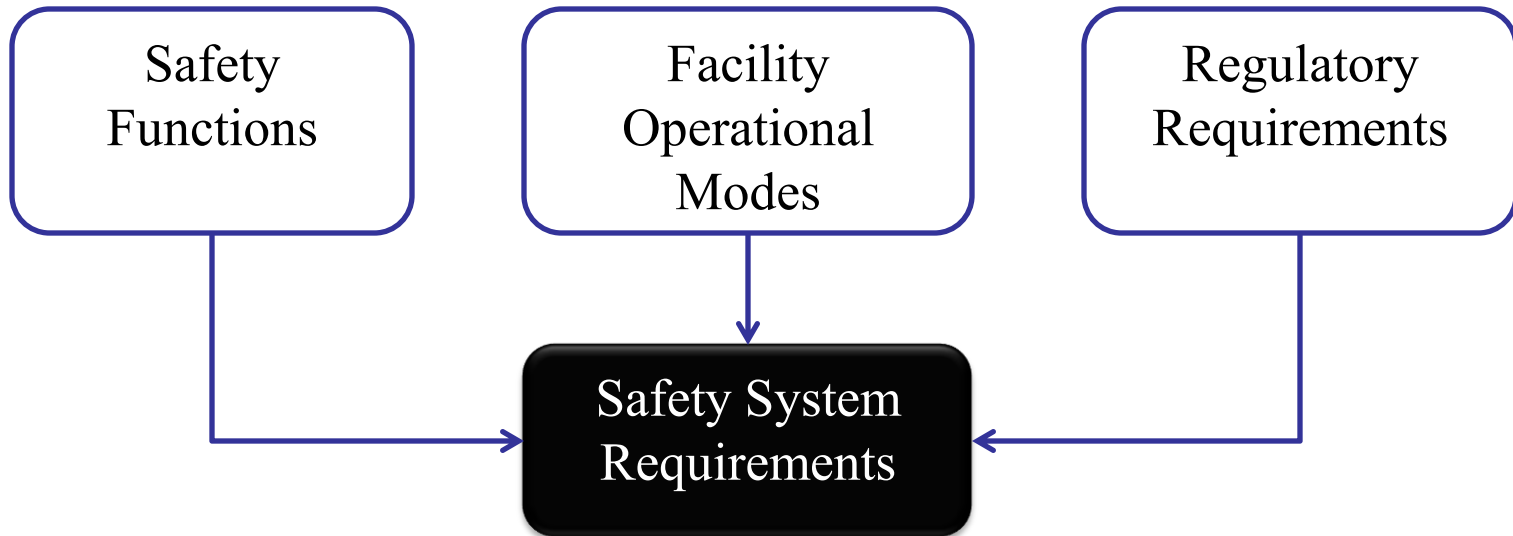 Safety
Functions
Facility
Operational
Modes
Regulatory
Requirements
Safety System
Requirements